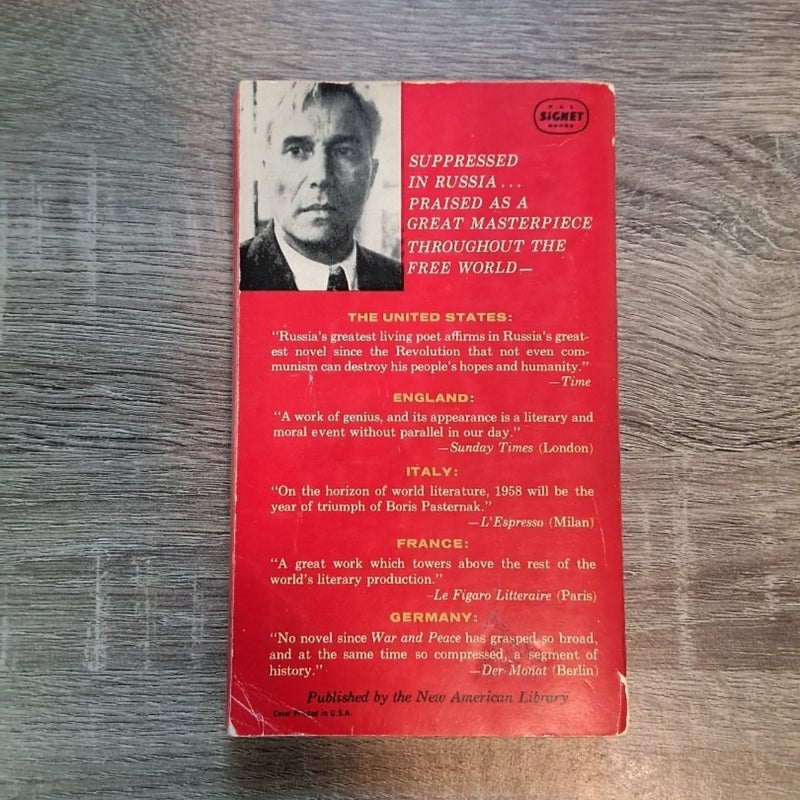 N.A.L
SIGNET
BOOKS
SUPPRESSED
IN RUSSIA...
PRAISED AS A
GREAT MASTERPIECE
THROUGHOUT THE
FREE WORLD—
THE UNITED STATES:
"Russia's greatest living poet affirms in Russia's great-
est novel since the Revolution that not even com-
munism can destroy his people's hopes and humanity."
—Time
ENGLAND:
"A work of genius, and its appearance is a literary and
moral event without parallel in our day."
—Sunday Times (London)
ITALY:
"On the horizon of world literature, 1958 will be the
year of triumph of Boris Pasternak."
—L'Espresso (Milan)
FRANCE:
"A great work which towers above the rest of the
world's literary production."
-Le Figaro Litteraire (Paris)
GERMANY:
"No novel since War and Peace has grasped so broad,
and at the same time so compressed, a segment of
history."
—Der Monat (Berlin)
Published by the New American Library
Cover Printed in U.S.A.